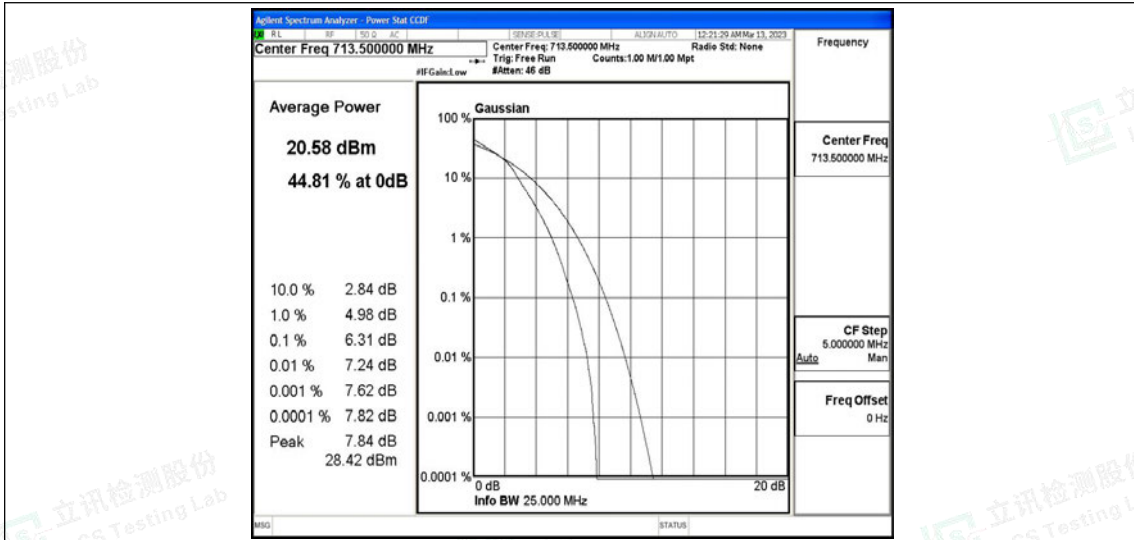 Agilent Spectrum Analyzer - Power Stat CCDF
RL RF 50 Ω AC SENSE:PULSE ALIGN AUTO 12:21:29 AM Mar 13, 2023
Center Freq 713.500000 MHz
Center Freq: 713.500000 MHz Radio Std: None
Trig: Free Run Counts:1.00 M/1.00 Mpt
#IFGain:Low #Atten: 46 dB
Frequency
Average Power
20.58 dBm
44.81 % at 0dB
10.0 % 2.84 dB
1.0 % 4.98 dB
0.1 % 6.31 dB
0.01 % 7.24 dB
0.001 % 7.62 dB
0.0001 % 7.82 dB
Peak 7.84 dB
28.42 dBm
Gaussian
100 %
10 %
1 %
0.1 %
0.01 %
0.001 %
0.0001 %
0 dB 20 dB
Info BW 25.000 MHz
Center Freq
713.500000 MHz
CF Step
5.000000 MHz
Auto Man
Freq Offset
0 Hz
MSG STATUS
立讯检测股份
LCS Testing Lab